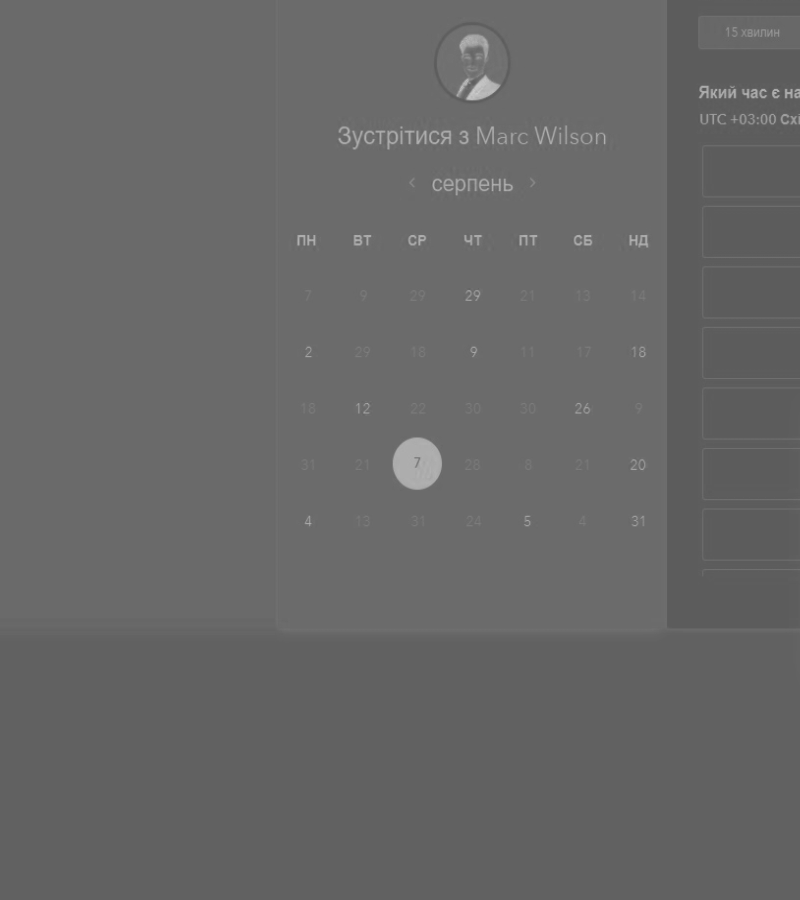 15 хвилин
Який час є на
UTC +03:00 Схі
Зустрітися з Marc Wilson
серпень
ПН ВТ СР ЧТ ПТ СБ НД
7 9 29 29 21 13 14
2 29 18 9 11 17 18
18 12 22 30 30 26 9
31 21 7 28 8 21 20
4 13 31 24 5 4 31